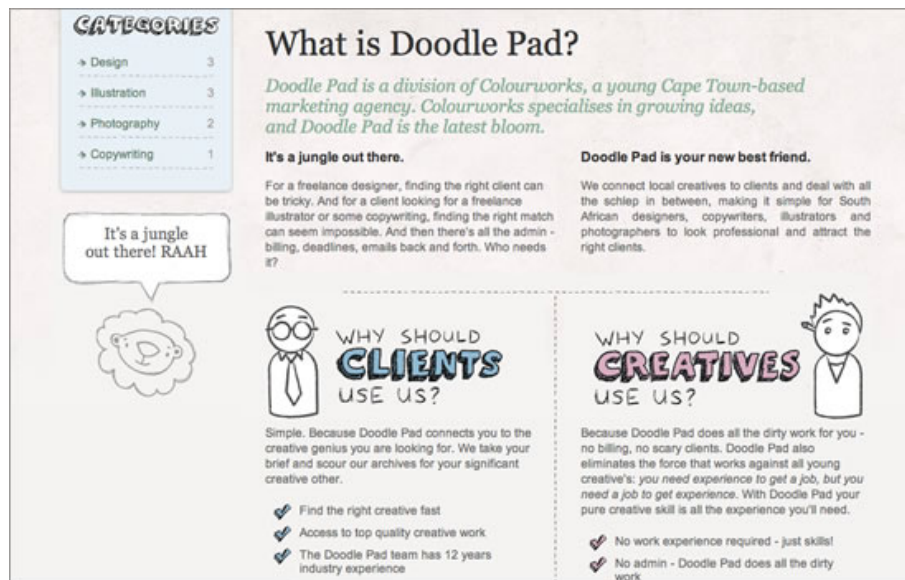 CATEGORIES
Design 3
Illustration 3
Photography 2
Copywriting 1
It's a jungle
out there! RAAH
What is Doodle Pad?
Doodle Pad is a division of Colourworks, a young Cape Town-based
marketing agency. Colourworks specialises in growing ideas,
and Doodle Pad is the latest bloom.
It's a jungle out there.
For a freelance designer, finding the right client can
be tricky. And for a client looking for a freelance
illustrator or some copywriting, finding the right match
can seem impossible. And then there's all the admin -
billing, deadlines, emails back and forth. Who needs
it?
Doodle Pad is your new best friend.
We connect local creatives to clients and deal with all
the schlep in between, making it simple for South
African designers, copywriters, illustrators and
photographers to look professional and attract the
right clients.
WHY SHOULD
CLIENTS
USE US?
Simple. Because Doodle Pad connects you to the
creative genius you are looking for. We take your
brief and scour our archives for your significant
creative other.
Find the right creative fast
Access to top quality creative work
The Doodle Pad team has 12 years
industry experience
WHY SHOULD
CREATIVES
USE US?
Because Doodle Pad does all the dirty work for you -
no billing, no scary clients. Doodle Pad also
eliminates the force that works against all young
creative's: you need experience to get a job, but you
need a job to get experience. With Doodle Pad your
pure creative skill is all the experience you'll need.
No work experience required - just skills!
No admin - Doodle Pad does all the dirty
work